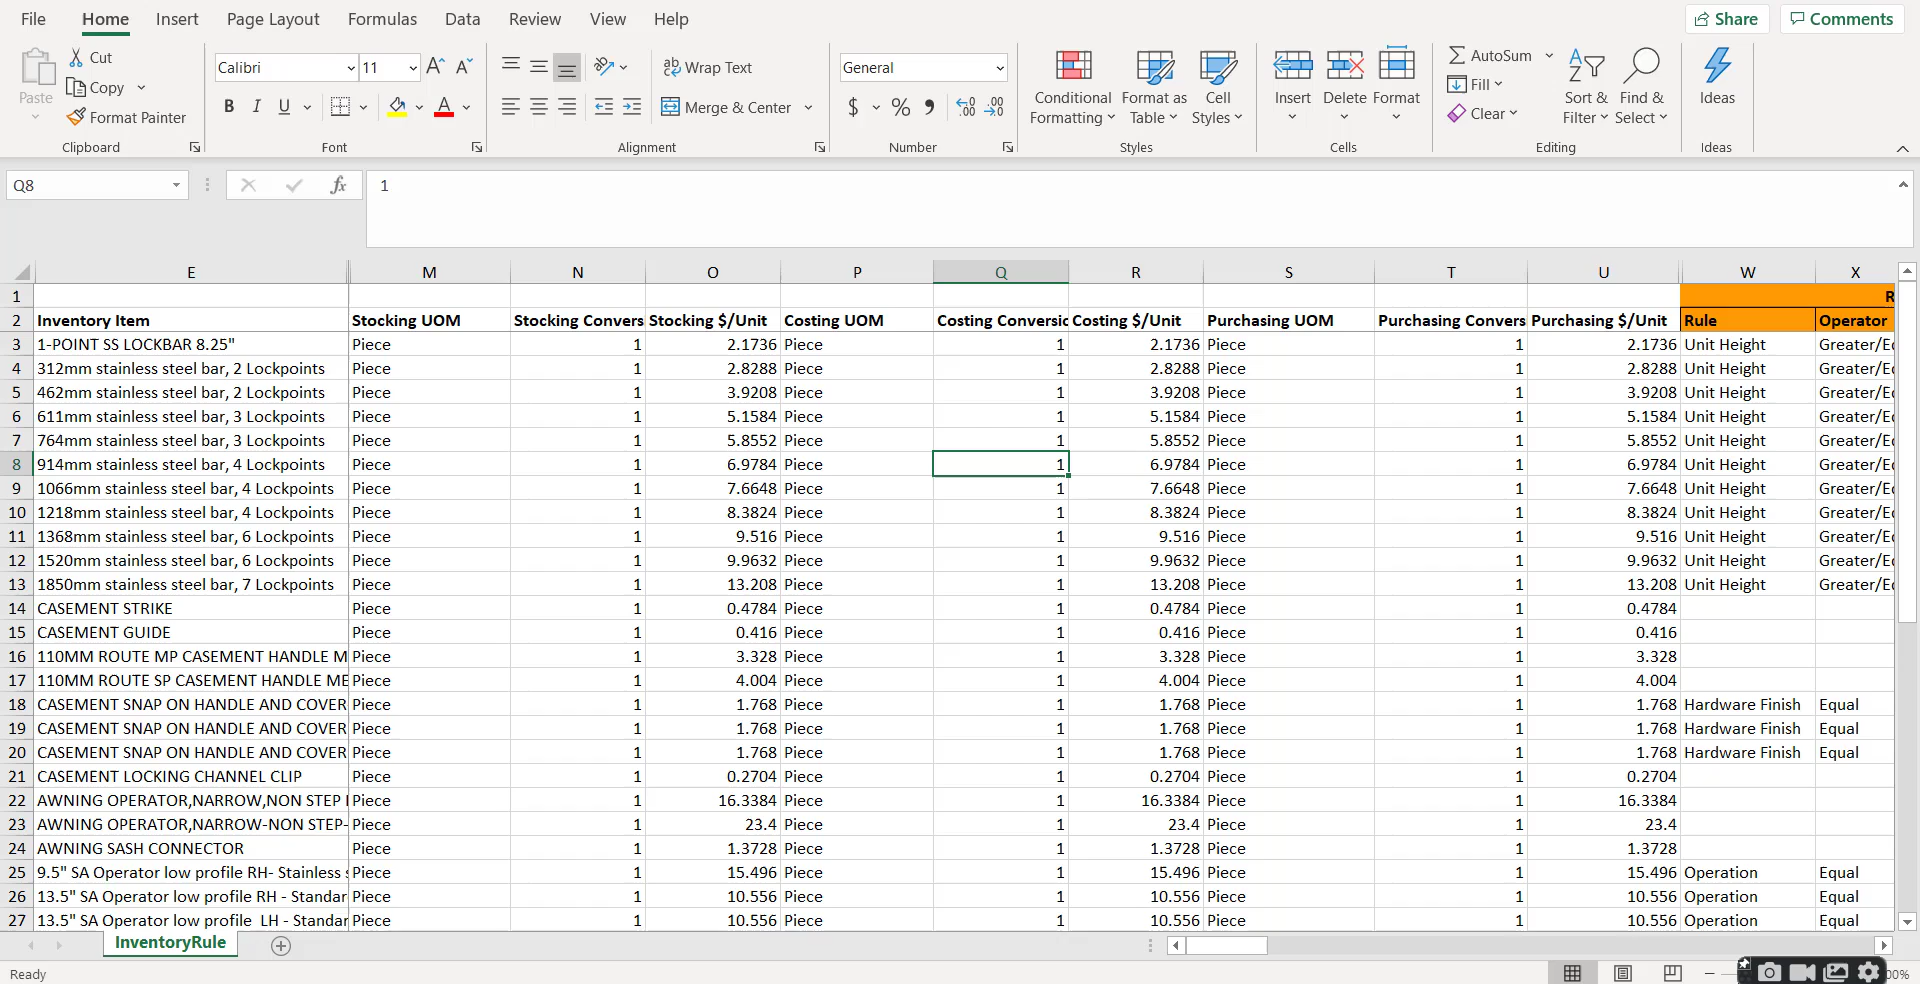 File Home Insert Page Layout Formulas Data Review View Help Share Comments
Paste Cut Calibri 11 Wrap Text General Conditional Formatting Format as Table Cell Styles Insert Delete Format AutoSum Sort & Filter Find & Select Ideas
Copy Fill
Format Painter B I U A Merge & Center $ % Clear
Clipboard Font Alignment Number Styles Cells Editing Ideas
Q8 fx 1
E M N O P Q R S T U W X
1 R
2 Inventory Item Stocking UOM Stocking Convers Stocking $/Unit Costing UOM Costing Conversic Costing $/Unit Purchasing UOM Purchasing Convers Purchasing $/Unit Rule Operator
3 1-POINT SS LOCKBAR 8.25" Piece 1 2.1736 Piece 1 2.1736 Piece 1 2.1736 Unit Height Greater/Ec
4 312mm stainless steel bar, 2 Lockpoints Piece 1 2.8288 Piece 1 2.8288 Piece 1 2.8288 Unit Height Greater/Ec
5 462mm stainless steel bar, 2 Lockpoints Piece 1 3.9208 Piece 1 3.9208 Piece 1 3.9208 Unit Height Greater/Ec
6 611mm stainless steel bar, 3 Lockpoints Piece 1 5.1584 Piece 1 5.1584 Piece 1 5.1584 Unit Height Greater/Ec
7 764mm stainless steel bar, 3 Lockpoints Piece 1 5.8552 Piece 1 5.8552 Piece 1 5.8552 Unit Height Greater/Ec
8 914mm stainless steel bar, 4 Lockpoints Piece 1 6.9784 Piece 1 6.9784 Piece 1 6.9784 Unit Height Greater/Ec
9 1066mm stainless steel bar, 4 Lockpoints Piece 1 7.6648 Piece 1 7.6648 Piece 1 7.6648 Unit Height Greater/Ec
10 1218mm stainless steel bar, 4 Lockpoints Piece 1 8.3824 Piece 1 8.3824 Piece 1 8.3824 Unit Height Greater/Ec
11 1368mm stainless steel bar, 6 Lockpoints Piece 1 9.516 Piece 1 9.516 Piece 1 9.516 Unit Height Greater/Ec
12 1520mm stainless steel bar, 6 Lockpoints Piece 1 9.9632 Piece 1 9.9632 Piece 1 9.9632 Unit Height Greater/Ec
13 1850mm stainless steel bar, 7 Lockpoints Piece 1 13.208 Piece 1 13.208 Piece 1 13.208 Unit Height Greater/Ec
14 CASEMENT STRIKE Piece 1 0.4784 Piece 1 0.4784 Piece 1 0.4784
15 CASEMENT GUIDE Piece 1 0.416 Piece 1 0.416 Piece 1 0.416
16 110MM ROUTE MP CASEMENT HANDLE M Piece 1 3.328 Piece 1 3.328 Piece 1 3.328
17 110MM ROUTE SP CASEMENT HANDLE ME Piece 1 4.004 Piece 1 4.004 Piece 1 4.004
18 CASEMENT SNAP ON HANDLE AND COVER Piece 1 1.768 Piece 1 1.768 Piece 1 1.768 Hardware Finish Equal
19 CASEMENT SNAP ON HANDLE AND COVER Piece 1 1.768 Piece 1 1.768 Piece 1 1.768 Hardware Finish Equal
20 CASEMENT SNAP ON HANDLE AND COVER Piece 1 1.768 Piece 1 1.768 Piece 1 1.768 Hardware Finish Equal
21 CASEMENT LOCKING CHANNEL CLIP Piece 1 0.2704 Piece 1 0.2704 Piece 1 0.2704
22 AWNING OPERATOR,NARROW,NON STEP Piece 1 16.3384 Piece 1 16.3384 Piece 1 16.3384
23 AWNING OPERATOR,NARROW-NON STEP- Piece 1 23.4 Piece 1 23.4 Piece 1 23.4
24 AWNING SASH CONNECTOR Piece 1 1.3728 Piece 1 1.3728 Piece 1 1.3728
25 9.5" SA Operator low profile RH- Stainless Piece 1 15.496 Piece 1 15.496 Piece 1 15.496 Operation Equal
26 13.5" SA Operator low profile RH - Standar Piece 1 10.556 Piece 1 10.556 Piece 1 10.556 Operation Equal
27 13.5" SA Operator low profile LH - Standar Piece 1 10.556 Piece 1 10.556 Piece 1 10.556 Operation Equal
InventoryRule
Ready 00%